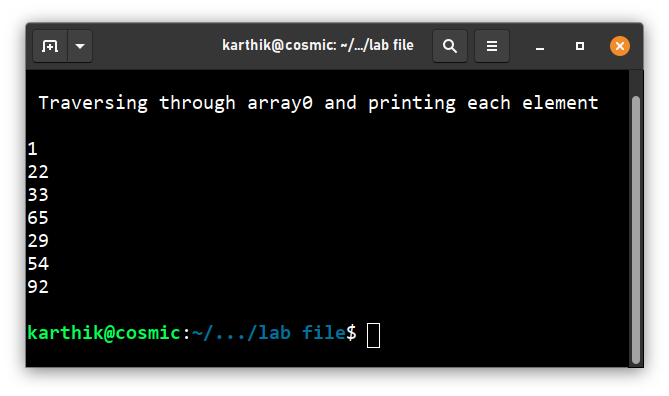 karthik@cosmic: ~/.../lab file
Traversing through array0 and printing each element
1
22
33
65
29
54
92
karthik@cosmic:~/.../lab file$